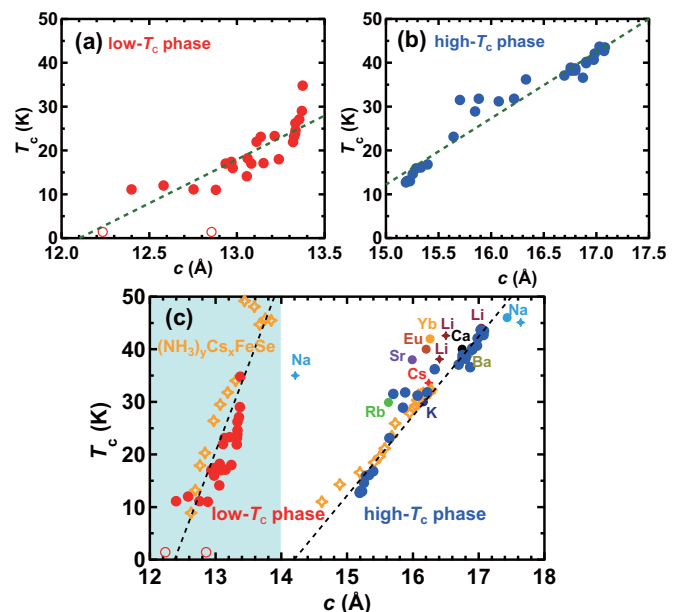 (a) low-Tc phase
50
40
30
20
10
0
Tc (K)
12.0 12.5 13.0 13.5
c (Å)
(b) high-Tc phase
50
40
30
20
10
0
Tc (K)
15.0 15.5 16.0 16.5 17.0 17.5
c (Å)
(c)
50
40
30
20
10
0
Tc (K)
(NH3)yCsxFeSe
Na
Yb Li Li Na
Eu Li Ca
Sr Ba
Cs
Rb K
low-Tc phase
high-Tc phase
12 13 14 15 16 17 18
c (Å)